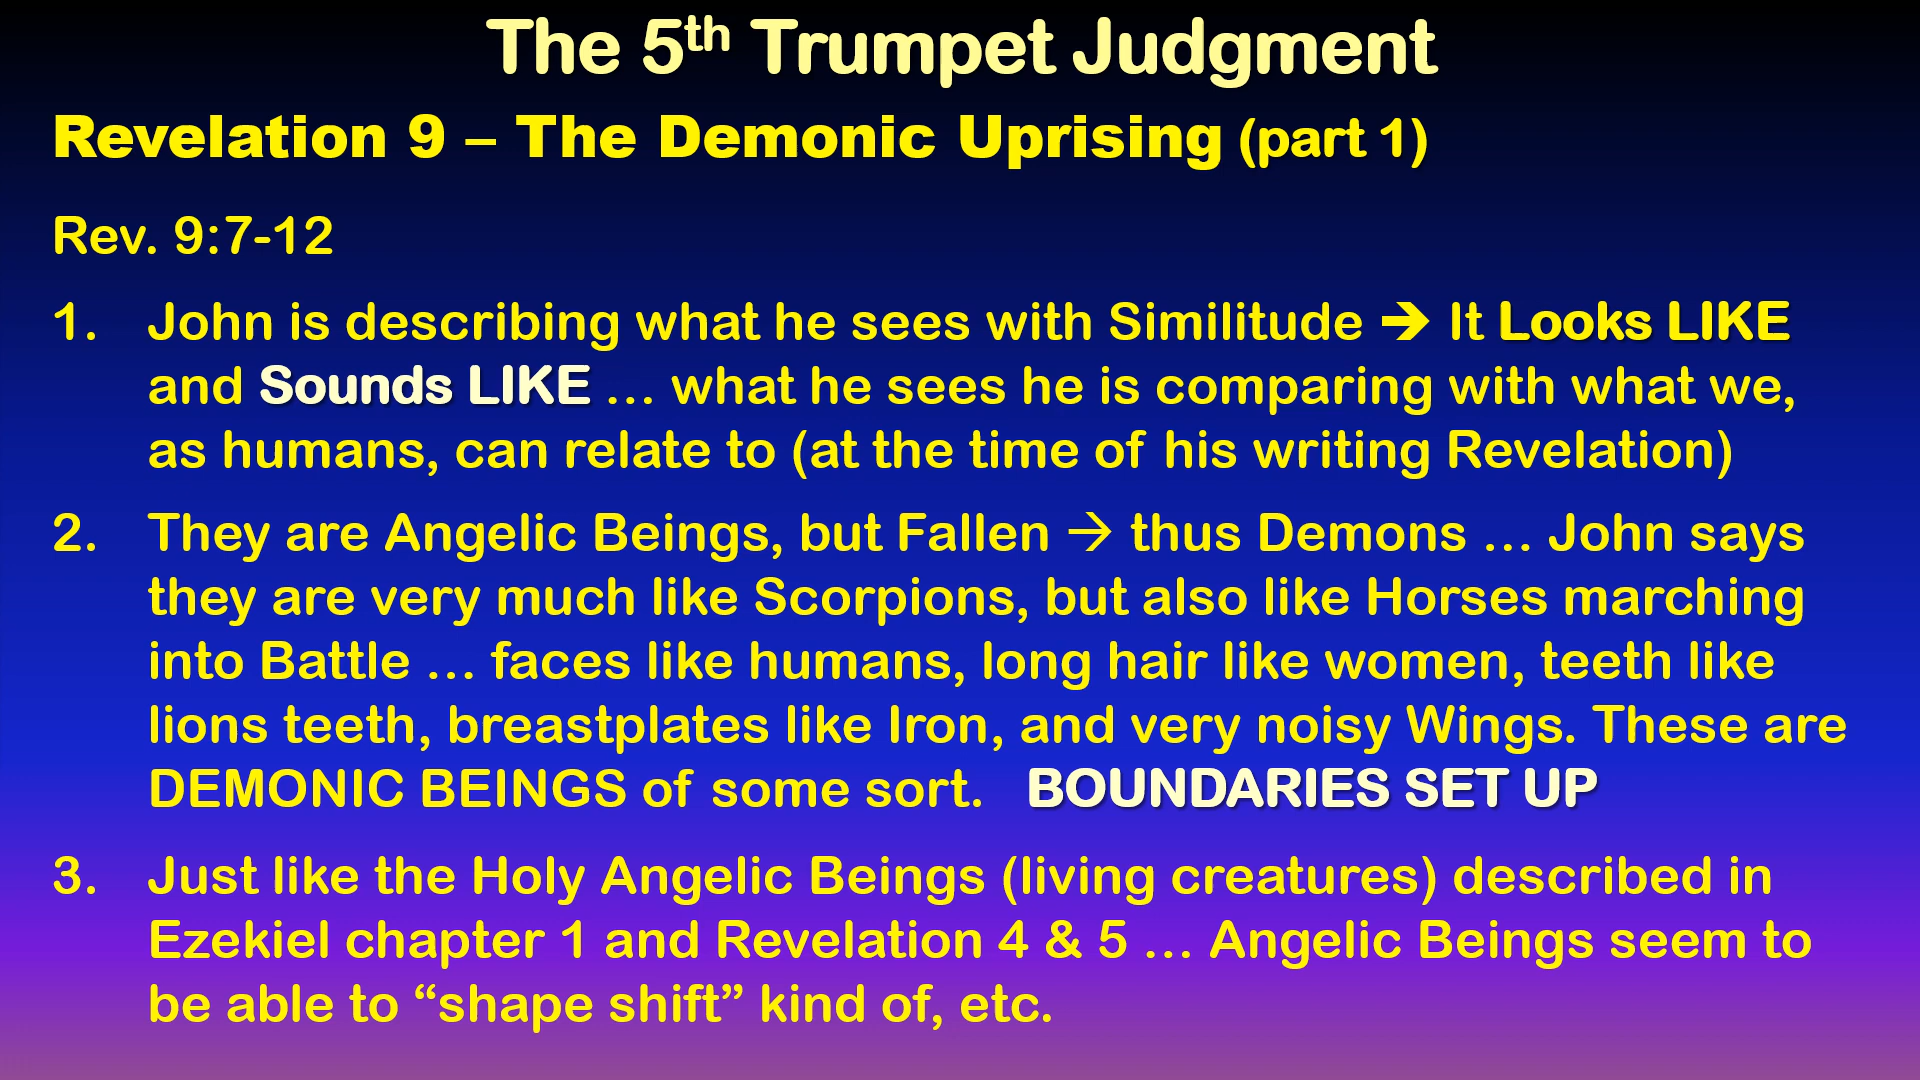 The 5th Trumpet Judgment
Revelation 9 – The Demonic Uprising (part 1)
Rev. 9:7-12
1. John is describing what he sees with Similitude ➔ It Looks LIKE
and Sounds LIKE … what he sees he is comparing with what we,
as humans, can relate to (at the time of his writing Revelation)
2. They are Angelic Beings, but Fallen → thus Demons … John says
they are very much like Scorpions, but also like Horses marching
into Battle … faces like humans, long hair like women, teeth like
lions teeth, breastplates like Iron, and very noisy Wings. These are
DEMONIC BEINGS of some sort. BOUNDARIES SET UP
3. Just like the Holy Angelic Beings (living creatures) described in
Ezekiel chapter 1 and Revelation 4 & 5 … Angelic Beings seem to
be able to “shape shift” kind of, etc.